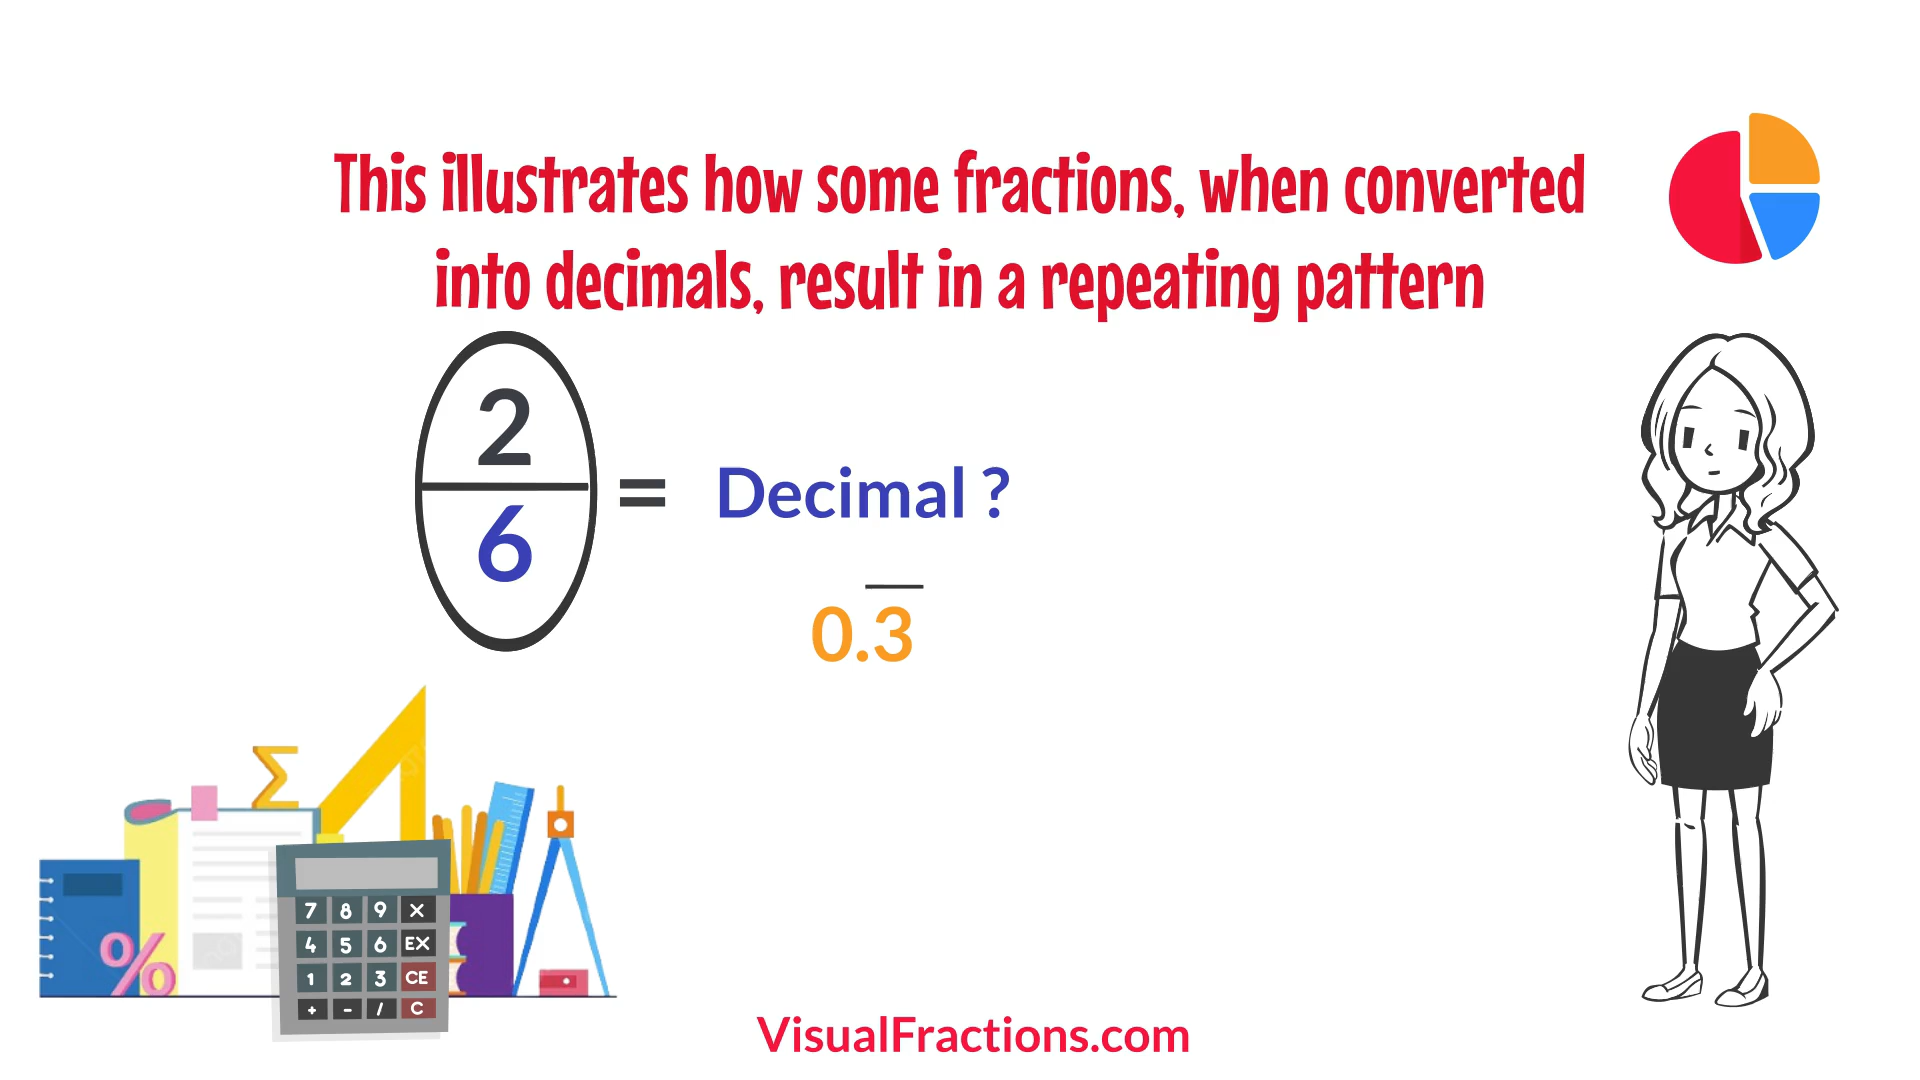 This illustrates how some fractions, when converted
into decimals, result in a repeating pattern
2
6
= Decimal ?
0.3̅
Σ
%
7 8 9 X
4 5 6 EX
1 2 3 CE
+ - / C
VisualFractions.com